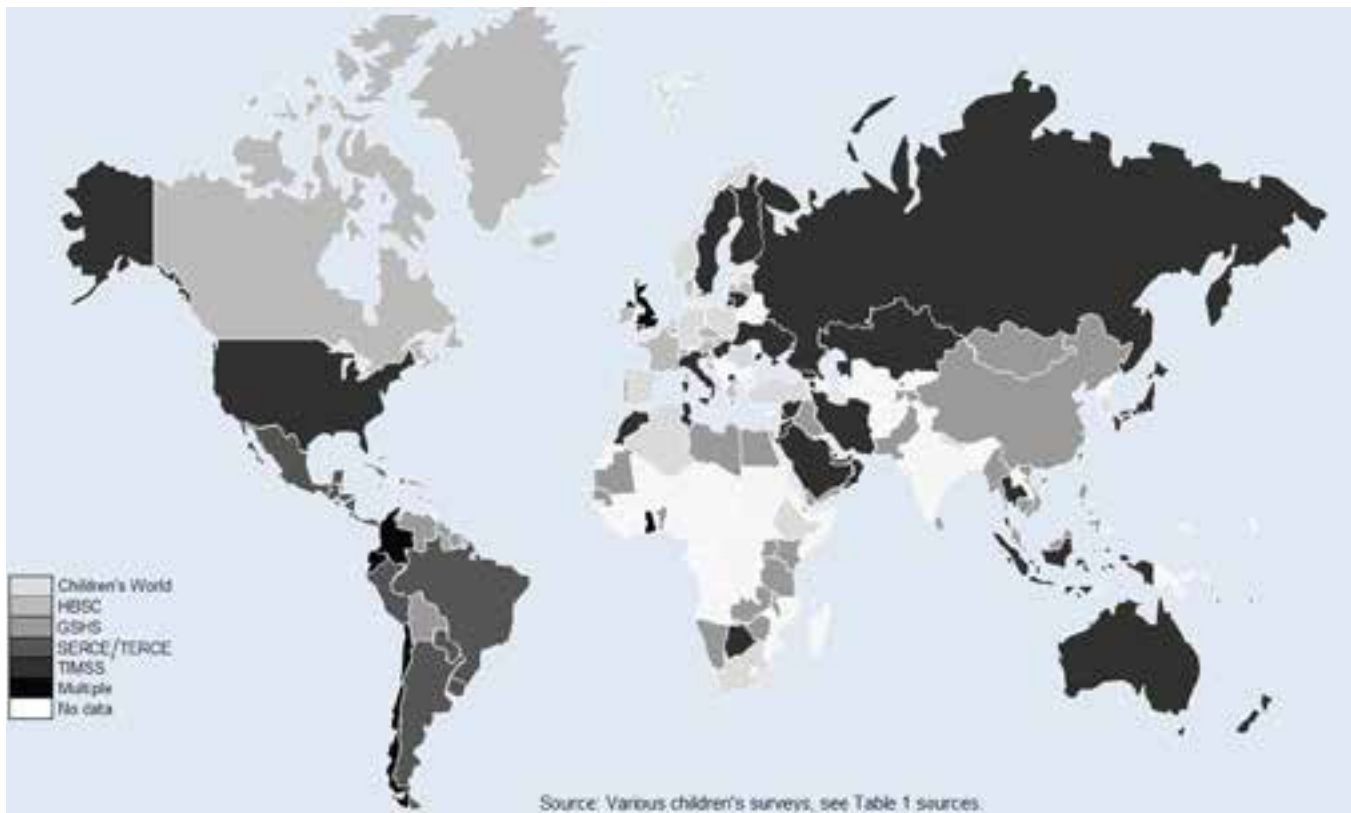 Children's World
HBSC
GSHS
SERCE/TERCE
TIMSS
Multiple
No data
Source: Various children's surveys, see Table 1 sources.